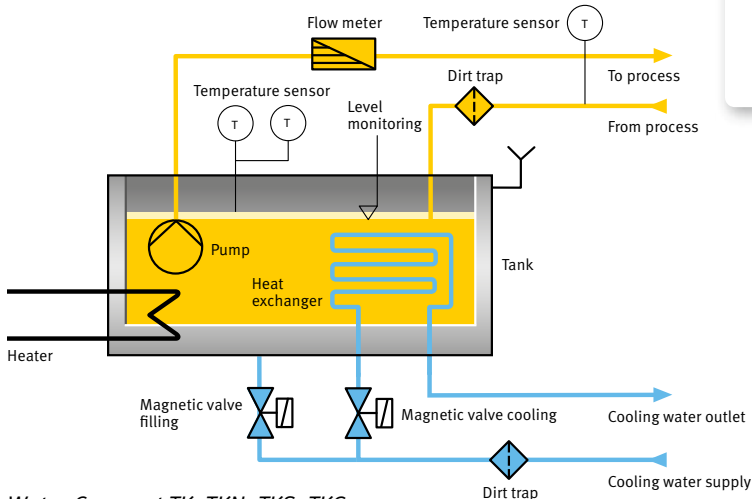 Flow meter
Temperature sensor
T
To process
Temperature sensor
T
T
Level
monitoring
Dirt trap
From process
Pump
Heat
exchanger
Tank
Heater
Magnetic valve
filling
Magnetic valve cooling
Cooling water outlet
Cooling water supply
Dirt trap